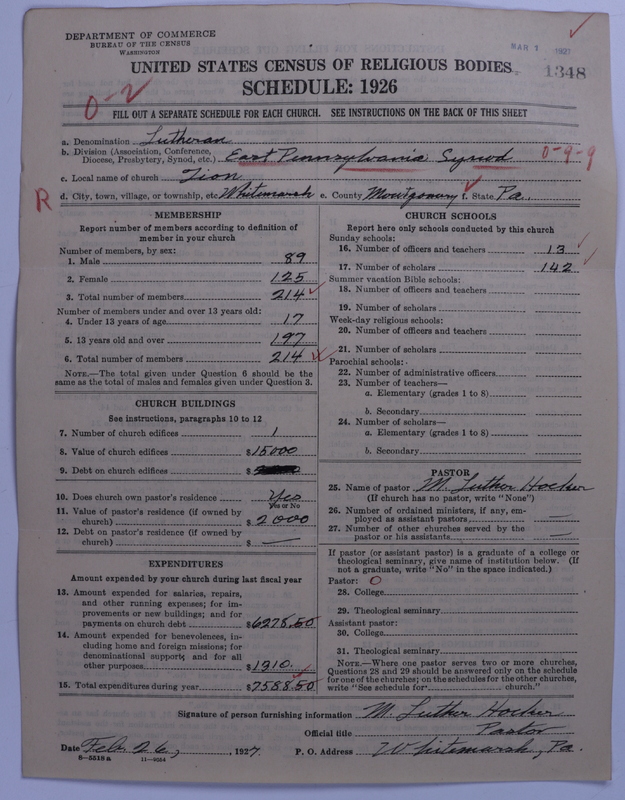 DEPARTMENT OF COMMERCE
BUREAU OF THE CENSUS
WASHINGTON
MAR 1 1927
1348
UNITED STATES CENSUS OF RELIGIOUS BODIES
SCHEDULE: 1926
0-2
FILL OUT A SEPARATE SCHEDULE FOR EACH CHURCH. SEE INSTRUCTIONS ON THE BACK OF THIS SHEET
a. Denomination Lutheran
b. Division (Association, Conference, Diocese, Presbytery, Synod, etc.) East Pennsylvania Synod 0-9-9
c. Local name of church Zion
R
d. City, town, village, or township, etc Whitemarsh e. County Montgomery f. State Pa.
MEMBERSHIP
Report number of members according to definition of
member in your church
Number of members, by sex:
1. Male 89
2. Female 125
3. Total number of members 214
Number of members under and over 13 years old:
4. Under 13 years of age 17
5. 13 years old and over 197
6. Total number of members 214
NOTE.—The total given under Question 6 should be
same as the total of males and females given under Question 3.
CHURCH BUILDINGS
See instructions, paragraphs 10 to 12
7. Number of church edifices 1
8. Value of church edifices $ 15000
9. Debt on church edifices $
10. Does church own pastor's residence Yes
Yes or No
11. Value of pastor's residence (if owned by
church) $ 2000
12. Debt on pastor's residence (if owned by
church) $ —
EXPENDITURES
Amount expended by your church during last fiscal year
13. Amount expended for salaries, repairs,
and other running expenses; for im-
provements or new buildings; and for
payments on church debt $ 6278.50
14. Amount expended for benevolences, in-
cluding home and foreign missions; for
denominational support; and for all
other purposes $ 1310.
15. Total expenditures during year $ 7588.50
CHURCH SCHOOLS
Report here only schools conducted by this church
Sunday schools:
16. Number of officers and teachers 13
17. Number of scholars 142
Summer vacation Bible schools:
18. Number of officers and teachers
19. Number of scholars
Week-day religious schools:
20. Number of officers and teachers
21. Number of scholars
Parochial schools:
22. Number of administrative officers
23. Number of teachers—
a. Elementary (grades 1 to 8)
b. Secondary
24. Number of scholars—
a. Elementary (grades 1 to 8)
b. Secondary
PASTOR
25. Name of pastor M. Luther Hocker
(If church has no pastor, write "None")
26. Number of ordained ministers, if any, em-
ployed as assistant pastors —
27. Number of other churches served by the
pastor or his assistants —
If pastor (or assistant pastor) is a graduate of a college or
theological seminary, give name of institution below. (If
not a graduate, write "No" in the space indicated.)
Pastor: O
28. College
29. Theological seminary
Assistant pastor:
30. College
31. Theological seminary
NOTE.—Where one pastor serves two or more churches,
Questions 28 and 29 should be answered only on the schedule
for one of the churches; on the schedules for the other churches,
write "See schedule for church."
Signature of person furnishing information M. Luther Hocker
Official title Pastor
Date Feb. 26, 1927
P. O. Address Whitemarsh, Pa.
8-5518a 11-9564